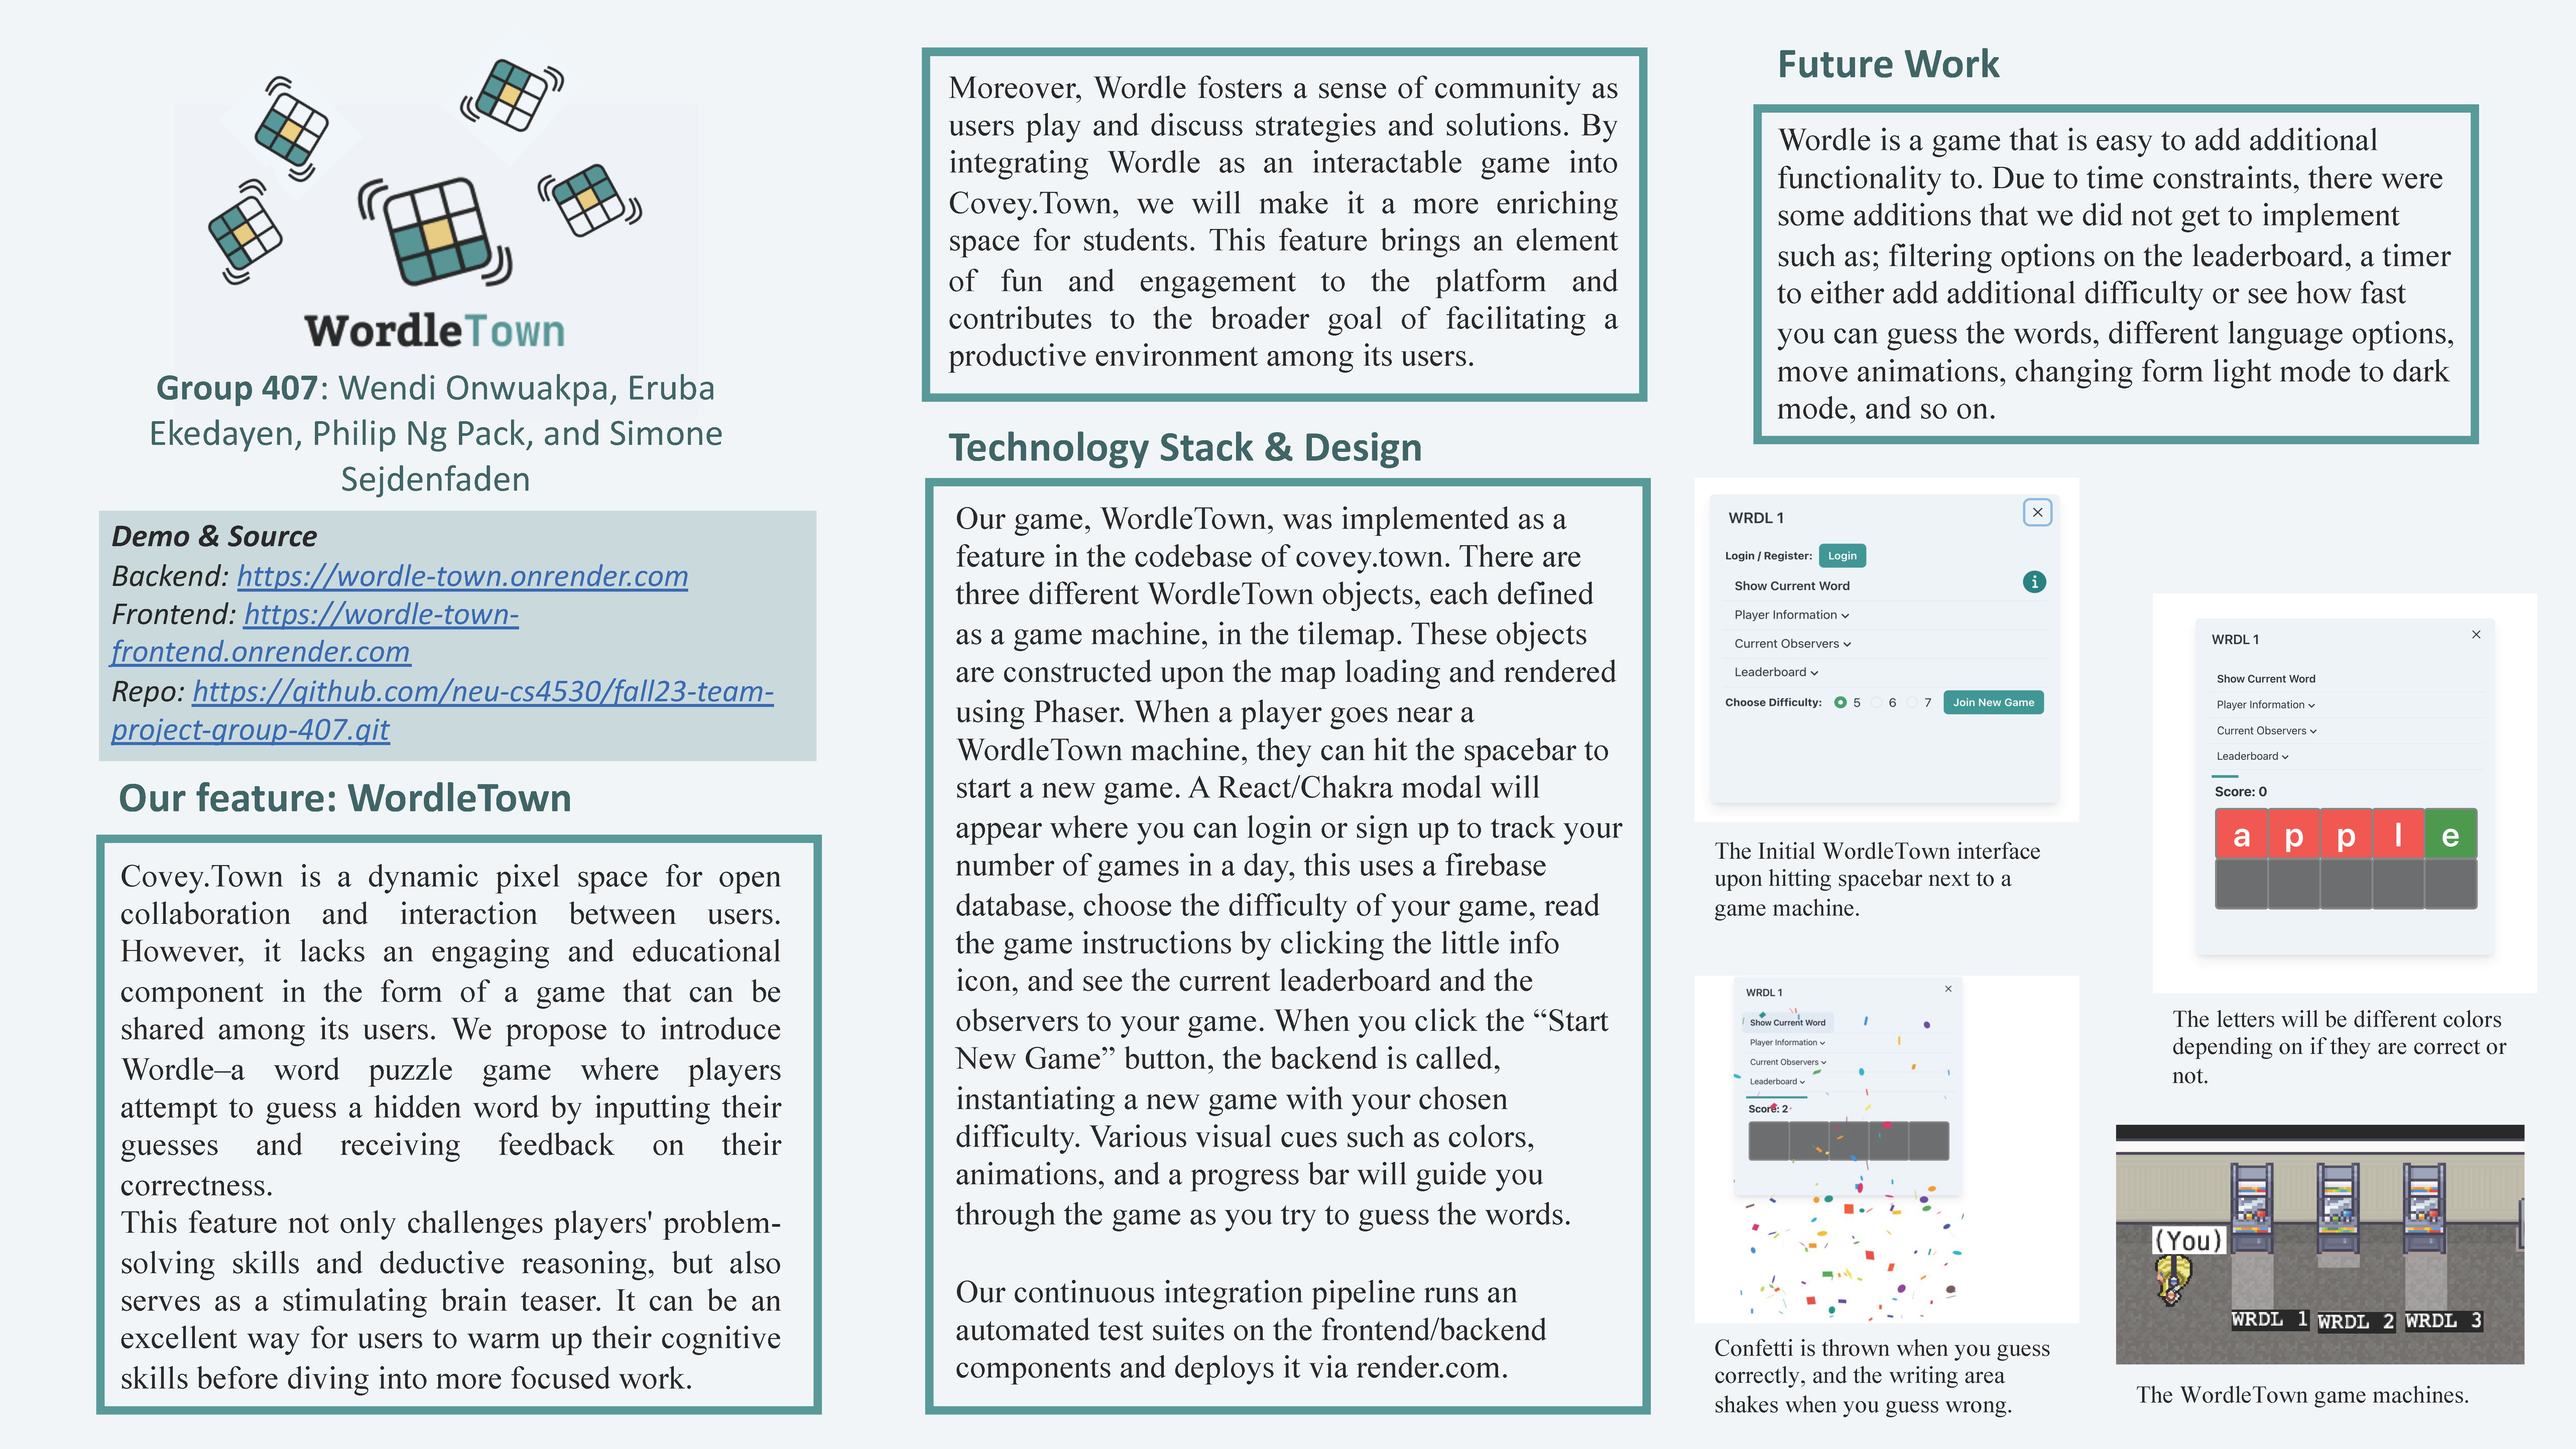 WordleTown
Group 407: Wendi Onwuakpa, Eruba
Ekedayen, Philip Ng Pack, and Simone
Sejdenfaden
Demo & Source
Backend: https://wordle-town.onrender.com
Frontend: https://wordle-town-
frontend.onrender.com
Repo: https://github.com/neu-cs4530/fall23-team-
project-group-407.git
Our feature: WordleTown
Covey.Town is a dynamic pixel space for open
collaboration and interaction between users.
However, it lacks an engaging and educational
component in the form of a game that can be
shared among its users. We propose to introduce
Wordle–a word puzzle game where players
attempt to guess a hidden word by inputting their
guesses and receiving feedback on their
correctness.
This feature not only challenges players' problem-
solving skills and deductive reasoning, but also
serves as a stimulating brain teaser. It can be an
excellent way for users to warm up their cognitive
skills before diving into more focused work.
Moreover, Wordle fosters a sense of community as
users play and discuss strategies and solutions. By
integrating Wordle as an interactable game into
Covey.Town, we will make it a more enriching
space for students. This feature brings an element
of fun and engagement to the platform and
contributes to the broader goal of facilitating a
productive environment among its users.
Technology Stack & Design
Our game, WordleTown, was implemented as a
feature in the codebase of covey.town. There are
three different WordleTown objects, each defined
as a game machine, in the tilemap. These objects
are constructed upon the map loading and rendered
using Phaser. When a player goes near a
WordleTown machine, they can hit the spacebar to
start a new game. A React/Chakra modal will
appear where you can login or sign up to track your
number of games in a day, this uses a firebase
database, choose the difficulty of your game, read
the game instructions by clicking the little info
icon, and see the current leaderboard and the
observers to your game. When you click the “Start
New Game” button, the backend is called,
instantiating a new game with your chosen
difficulty. Various visual cues such as colors,
animations, and a progress bar will guide you
through the game as you try to guess the words.
Our continuous integration pipeline runs an
automated test suites on the frontend/backend
components and deploys it via render.com.
Future Work
Wordle is a game that is easy to add additional
functionality to. Due to time constraints, there were
some additions that we did not get to implement
such as; filtering options on the leaderboard, a timer
to either add additional difficulty or see how fast
you can guess the words, different language options,
move animations, changing form light mode to dark
mode, and so on.
WRDL 1
Login / Register: Login
Show Current Word
i
Player Information
Current Observers
Leaderboard
Choose Difficulty: 5 6 7 Join New Game
The Initial WordleTown interface
upon hitting spacebar next to a
game machine.
WRDL 1
Show Current Word
Player Information
Current Observers
Leaderboard
Score: 0
a p p l e
The letters will be different colors
depending on if they are correct or
not.
WRDL 1
Show Current Word
Player Information
Current Observers
Leaderboard
Score: 2
Confetti is thrown when you guess
correctly, and the writing area
shakes when you guess wrong.
(You)
WRDL 1 WRDL 2 WRDL 3
The WordleTown game machines.